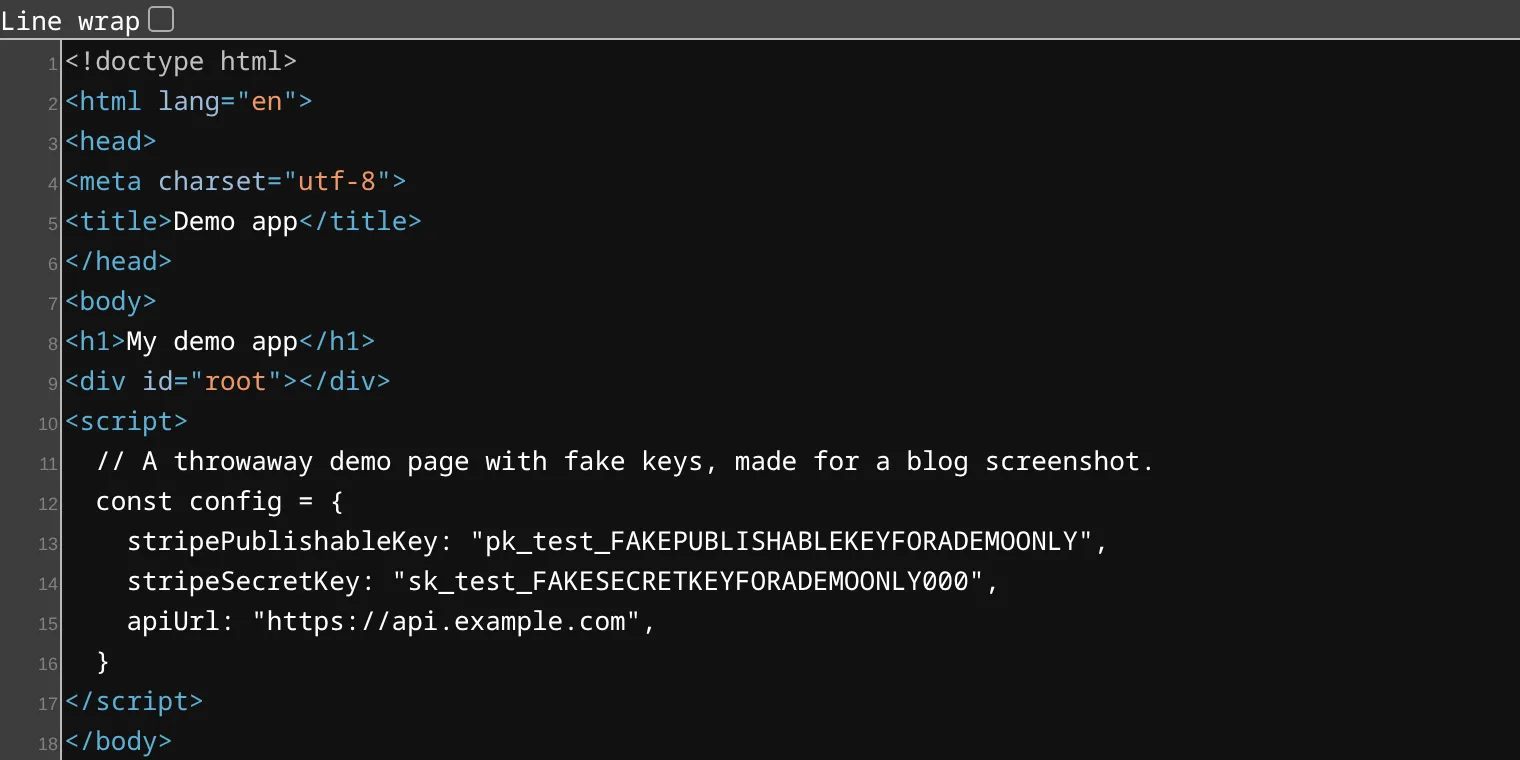 Line wrap
1 <!doctype html>
2 <html lang="en">
3 <head>
4 <meta charset="utf-8">
5 <title>Demo app</title>
6 </head>
7 <body>
8 <h1>My demo app</h1>
9 <div id="root"></div>
10 <script>
11   // A throwaway demo page with fake keys, made for a blog screenshot.
12   const config = {
13     stripePublishableKey: "pk_test_FAKEPUBLISHABLEKEYFORADEMOONLY",
14     stripeSecretKey: "sk_test_FAKESECRETKEYFORADEMOONLY000",
15     apiUrl: "https://api.example.com",
16   }
17 </script>
18 </body>